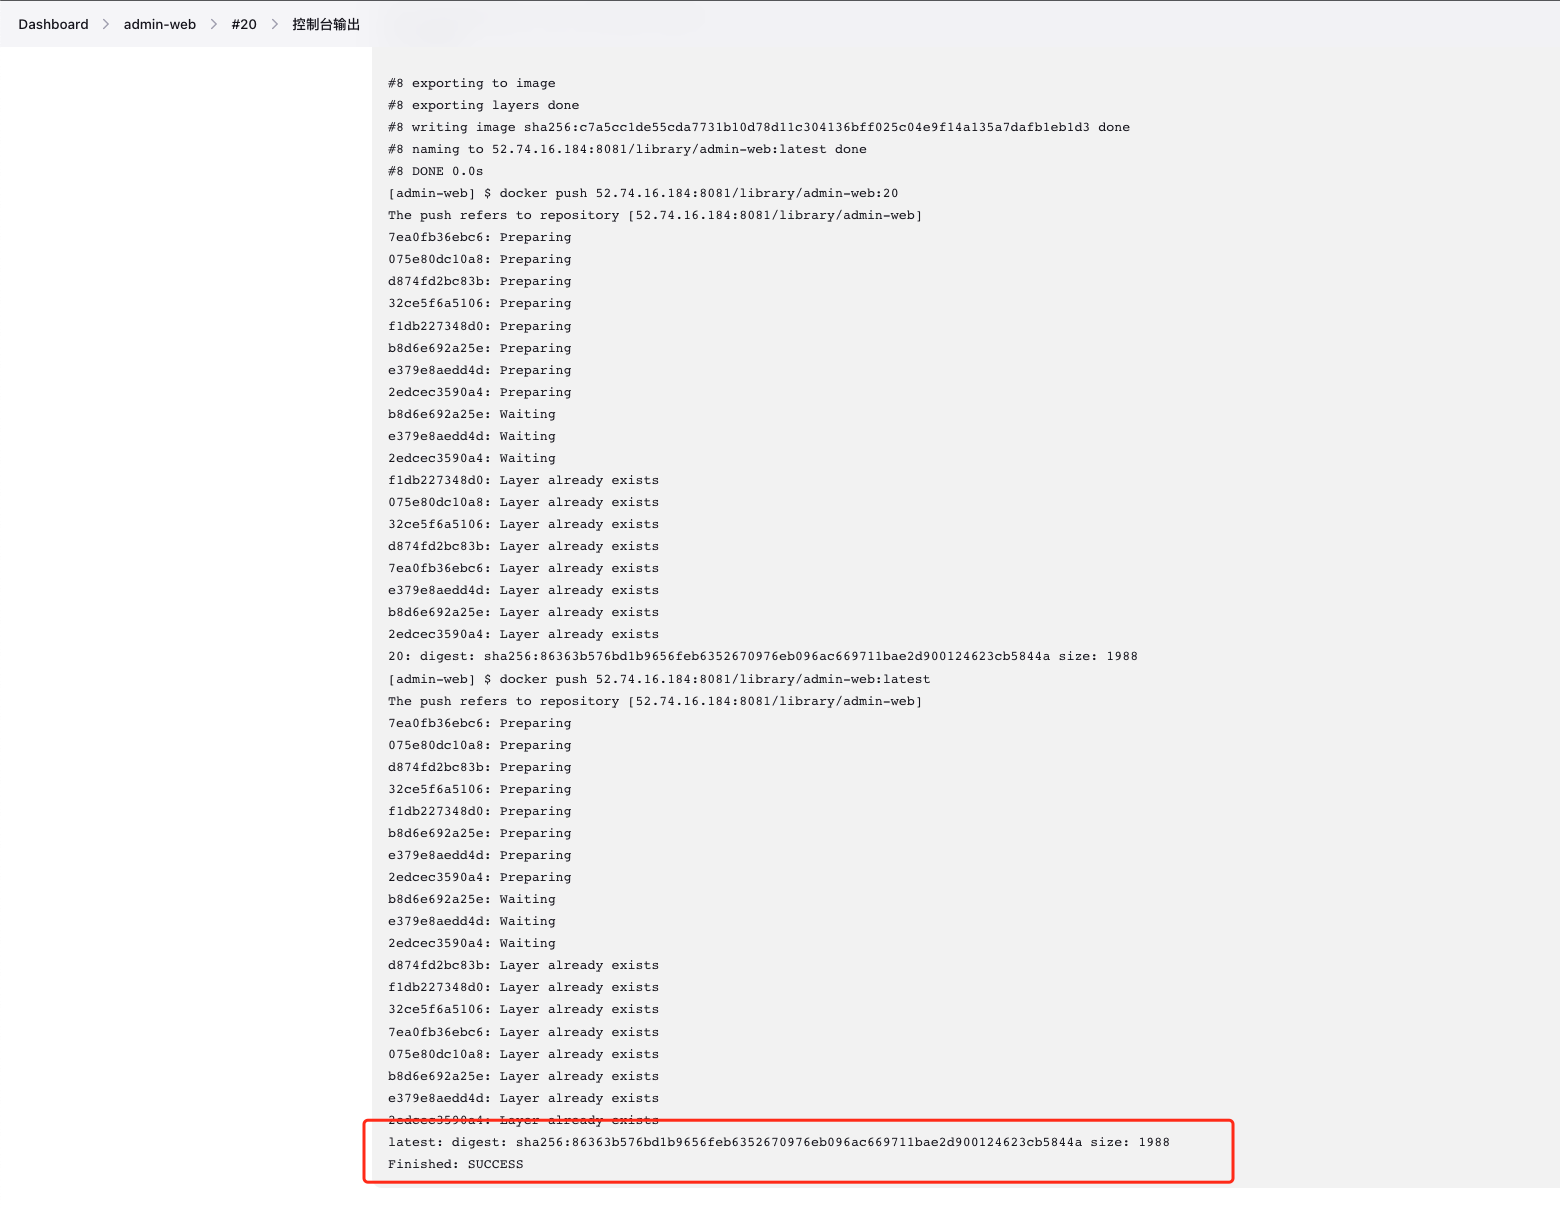 Dashboard > admin-web > #20 > 控制台输出
#8 exporting to image
#8 exporting layers done
#8 writing image sha256:c7a5cc1de55cda7731b10d78d11c304136bff025c04e9f14a135a7dafb1eb1d3 done
#8 naming to 52.74.16.184:8081/library/admin-web:latest done
#8 DONE 0.0s
[admin-web] $ docker push 52.74.16.184:8081/library/admin-web:20
The push refers to repository [52.74.16.184:8081/library/admin-web]
7ea0fb36ebc6: Preparing
075e80dc10a8: Preparing
d874fd2bc83b: Preparing
32ce5f6a5106: Preparing
f1db227348d0: Preparing
b8d6e692a25e: Preparing
e379e8aedd4d: Preparing
2edcec3590a4: Preparing
b8d6e692a25e: Waiting
e379e8aedd4d: Waiting
2edcec3590a4: Waiting
f1db227348d0: Layer already exists
075e80dc10a8: Layer already exists
32ce5f6a5106: Layer already exists
d874fd2bc83b: Layer already exists
7ea0fb36ebc6: Layer already exists
e379e8aedd4d: Layer already exists
b8d6e692a25e: Layer already exists
2edcec3590a4: Layer already exists
20: digest: sha256:86363b576bd1b9656feb6352670976eb096ac669711bae2d900124623cb5844a size: 1988
[admin-web] $ docker push 52.74.16.184:8081/library/admin-web:latest
The push refers to repository [52.74.16.184:8081/library/admin-web]
7ea0fb36ebc6: Preparing
075e80dc10a8: Preparing
d874fd2bc83b: Preparing
32ce5f6a5106: Preparing
f1db227348d0: Preparing
b8d6e692a25e: Preparing
e379e8aedd4d: Preparing
2edcec3590a4: Preparing
b8d6e692a25e: Waiting
e379e8aedd4d: Waiting
2edcec3590a4: Waiting
d874fd2bc83b: Layer already exists
f1db227348d0: Layer already exists
32ce5f6a5106: Layer already exists
7ea0fb36ebc6: Layer already exists
075e80dc10a8: Layer already exists
b8d6e692a25e: Layer already exists
e379e8aedd4d: Layer already exists
2edcec3590a4: Layer already exists
latest: digest: sha256:86363b576bd1b9656feb6352670976eb096ac669711bae2d900124623cb5844a size: 1988
Finished: SUCCESS